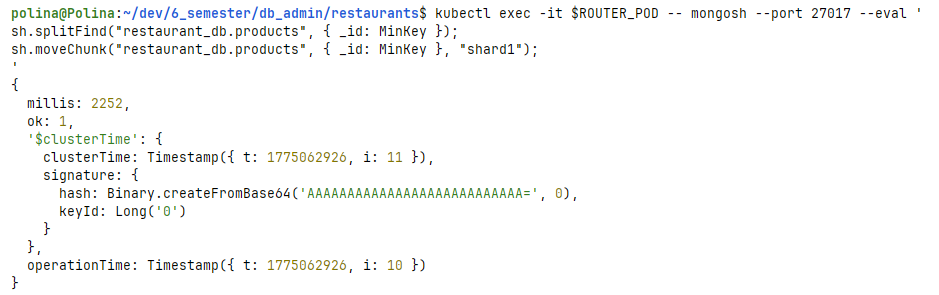 polina@Polina:~/dev/6_semester/db_admin/restaurants$ kubectl exec -it $ROUTER_POD -- mongosh --port 27017 --eval '
sh.splitFind("restaurant_db.products", { _id: MinKey });
sh.moveChunk("restaurant_db.products", { _id: MinKey }, "shard1");
'
{
  millis: 2252,
  ok: 1,
  '$clusterTime': {
    clusterTime: Timestamp({ t: 1775062926, i: 11 }),
    signature: {
      hash: Binary.createFromBase64('AAAAAAAAAAAAAAAAAAAAAAAAAAA=', 0),
      keyId: Long('0')
    }
  },
  operationTime: Timestamp({ t: 1775062926, i: 10 })
}